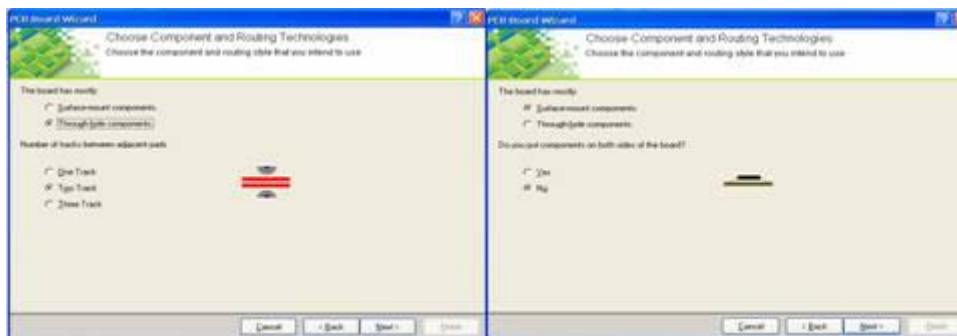 PCB Board Wizard
Choose Component and Routing Technologies
Choose the component and routing style that you intend to use
The board has mostly
Surface-mount components.
Through-hole components.
Number of tracks between adjacent pads
One Track
Two Track
Three Track
Cancel
< Back
Next >
Finish
PCB Board Wizard
Choose Component and Routing Technologies
Choose the component and routing style that you intend to use
The board has mostly
Surface-mount components.
Through-hole components.
Do you put components on both sides of the board?
Yes
No
Cancel
< Back
Next >
Finish